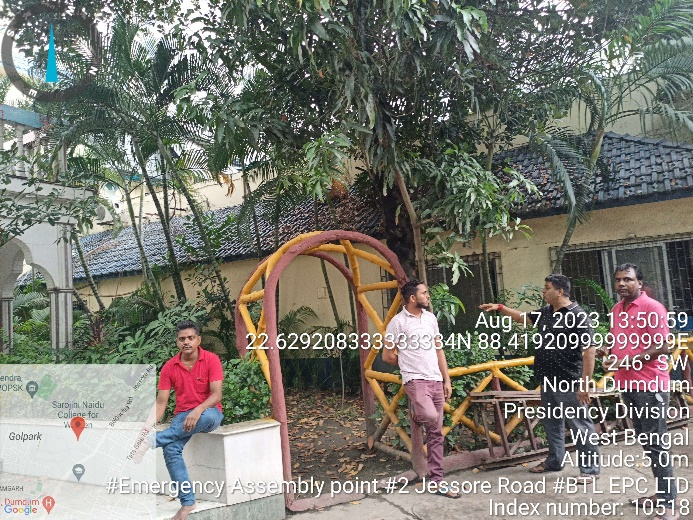 Aug 17, 2023 13:50:59
22.629208333333334N 88.41920999999999E
246° SW
North Dumdum
Presidency Division
West Bengal
Altitude:5.0m
#Emergency Assembly point #2 Jessore Road #BTL EPC LTD
Index number: 10518
Sarojini Naidu
College for
Golpark
Dumdum
Google